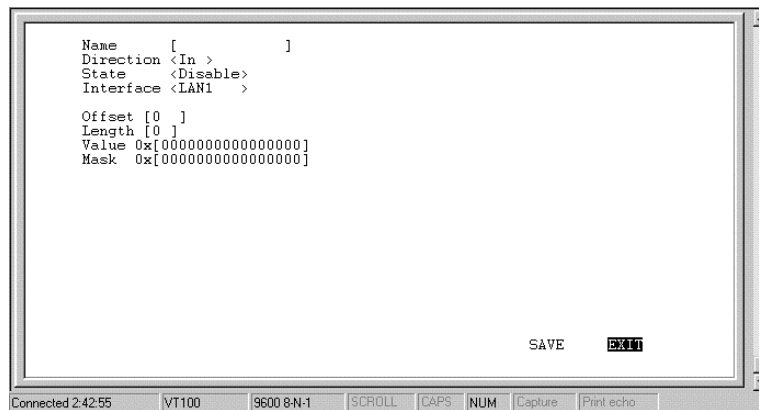 Name [ ]
Direction <In >
State <Disable>
Interface <LAN1 >
Offset [0 ]
Length [0 ]
Value 0x[0000000000000000]
Mask 0x[0000000000000000]
SAVE EXIT
Connected 2:42:55 VT100 9600 8-N-1 SCROLL CAPS NUM Capture Print echo